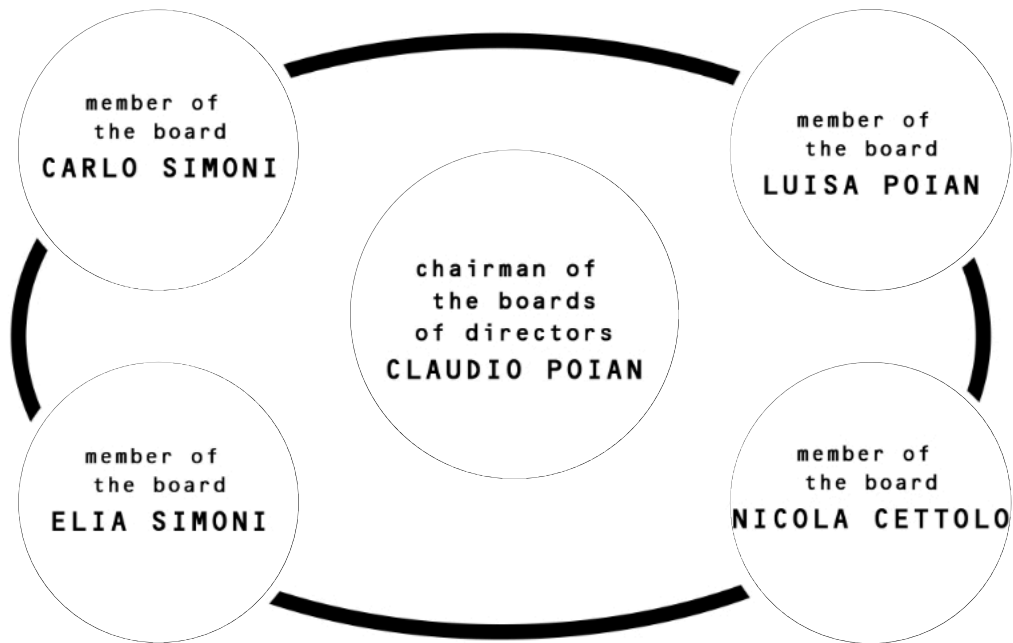 member of
the board
CARLO SIMONI
member of
the board
LUISA POIAN
chairman of
the boards
of directors
CLAUDIO POIAN
member of
the board
ELIA SIMONI
member of
the board
NICOLA CETTOLO